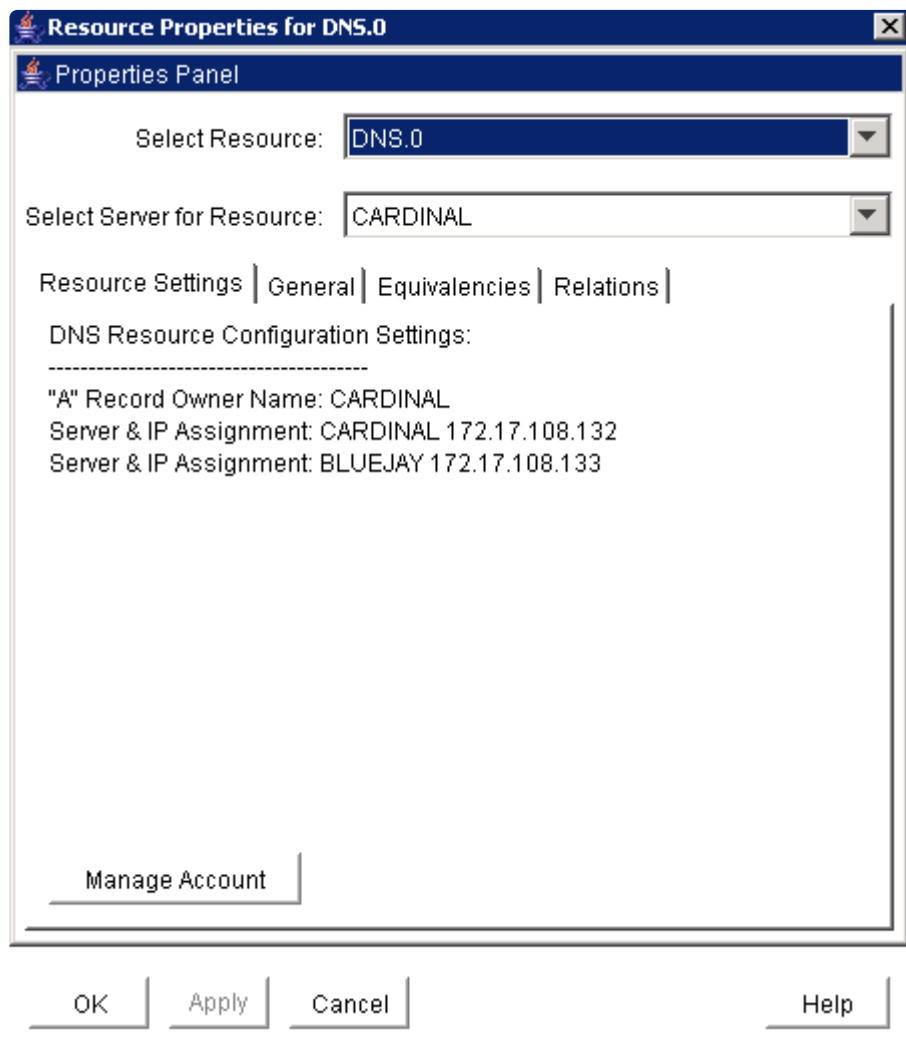 Resource Properties for DNS.0
Properties Panel
Select Resource: DNS.0
Select Server for Resource: CARDINAL
Resource Settings General Equivalencies Relations
DNS Resource Configuration Settings:
----------------------------------------
"A" Record Owner Name: CARDINAL
Server & IP Assignment: CARDINAL 172.17.108.132
Server & IP Assignment: BLUEJAY 172.17.108.133
Manage Account
OK Apply Cancel Help